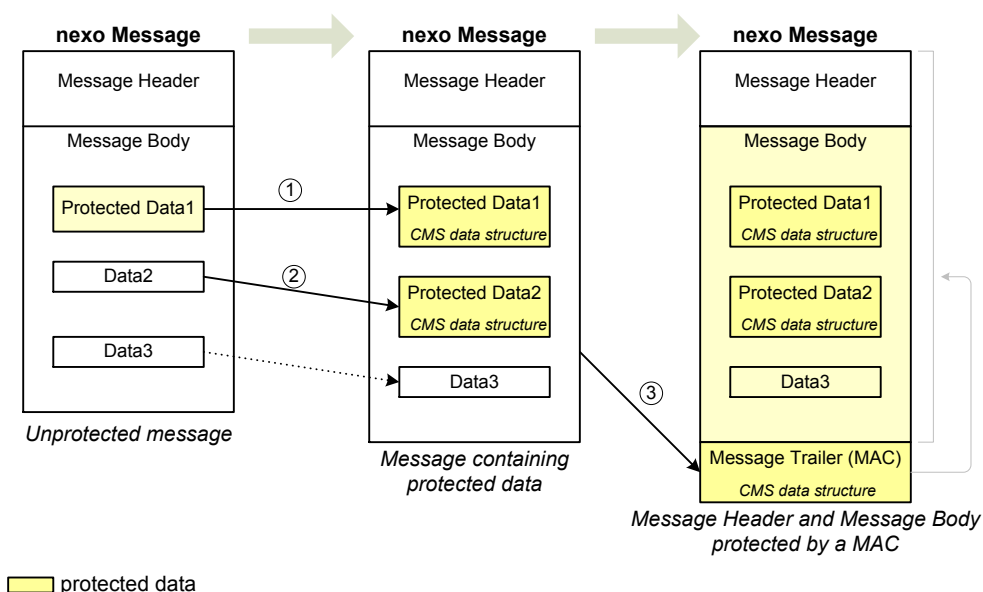 nexo Message
Message Header
Message Body
Protected Data1
Data2
Data3
Unprotected message
1
2
nexo Message
Message Header
Message Body
Protected Data1
CMS data structure
Protected Data2
CMS data structure
Data3
Message containing
protected data
3
nexo Message
Message Header
Message Body
Protected Data1
CMS data structure
Protected Data2
CMS data structure
Data3
Message Trailer (MAC)
CMS data structure
Message Header and Message Body
protected by a MAC
protected data